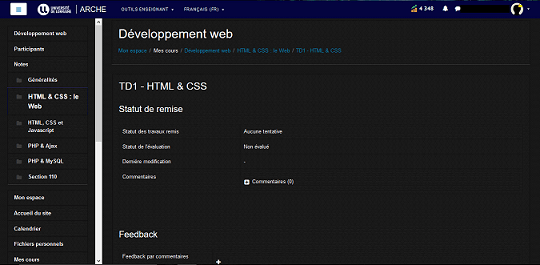 UNIVERSITÉ DE LORRAINE ARCHE OUTILS ENSEIGNANT FRANÇAIS (FR) 4 348
Développement web
Participants
Notes
Généralités
HTML & CSS : le Web
HTML, CSS et Javascript
PHP & Ajax
PHP & MySQL
Section 110
Mon espace
Accueil du site
Calendrier
Fichiers personnels
Mes cours
Développement web
Mon espace / Mes cours / Développement web / HTML & CSS : le Web / TD1 - HTML & CSS
TD1 - HTML & CSS
Statut de remise
Statut des travaux remis Aucune tentative
Statut de l'évaluation Non évalué
Dernière modification -
Commentaires Commentaires (0)
Feedback
Feedback par commentaires